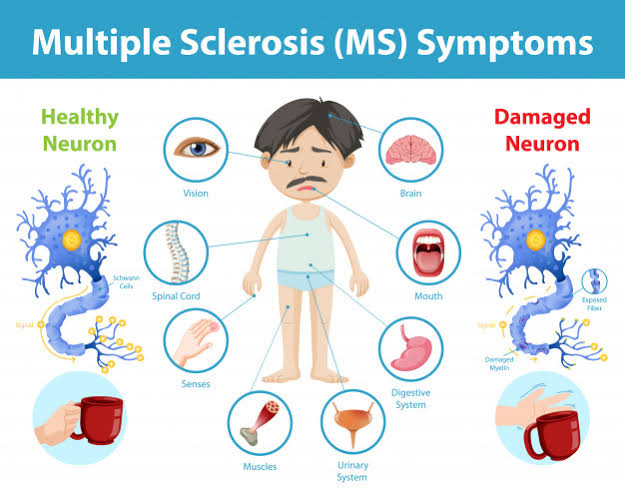 Multiple Sclerosis (MS) Symptoms
Healthy
Neuron
Damaged
Neuron
Vision
Brain
Schwann
Cells
Signal
Spinal Cord
Mouth
Exposed
Fiber
Signal
Damaged
Myelin
Senses
Digestive
System
Muscles
Urinary
System